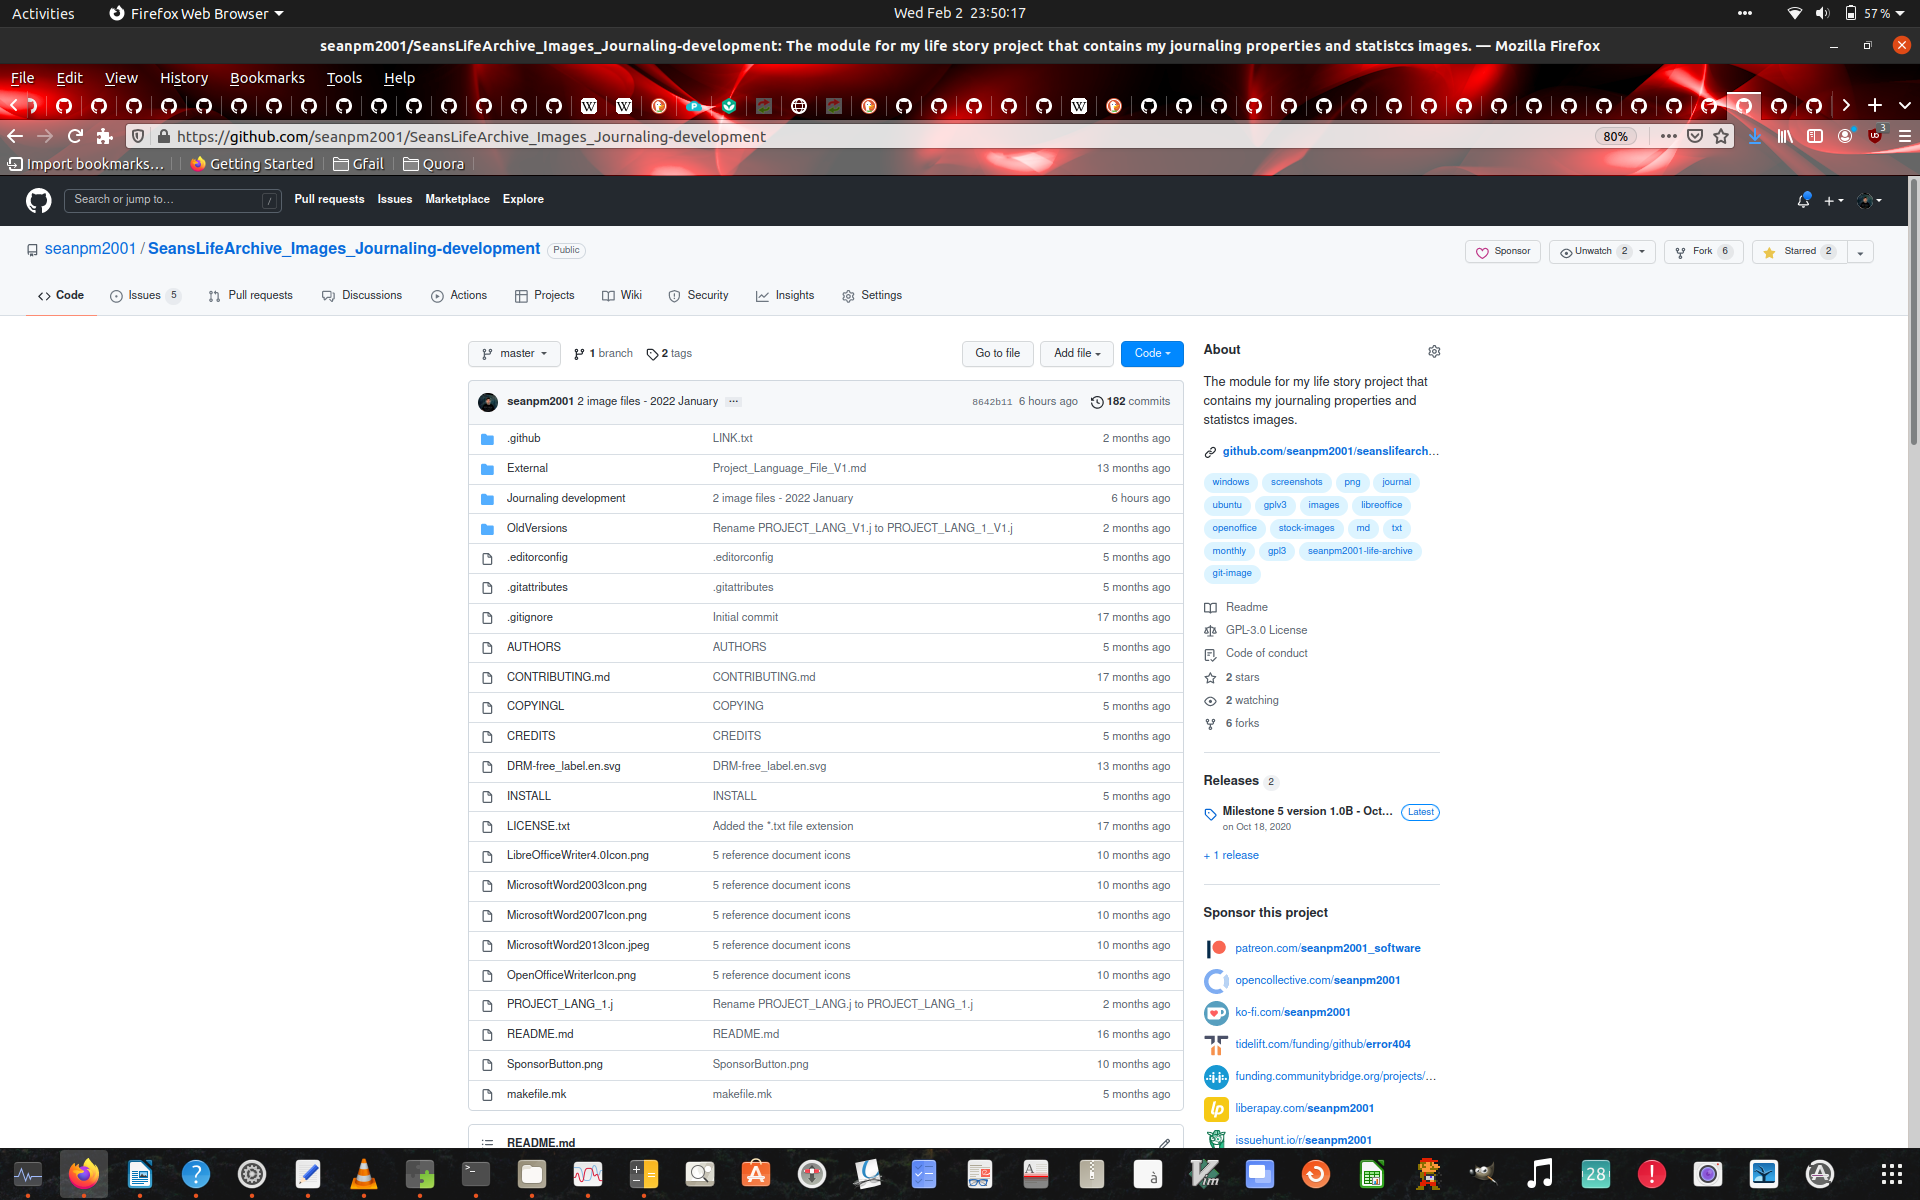 Activities Firefox Web Browser Wed Feb 2 23:50:17 57 %
seanpm2001/SeansLifeArchive_Images_Journaling-development: The module for my life story project that contains my journaling properties and statistcs images. — Mozilla Firefox
File Edit View History Bookmarks Tools Help
https://github.com/seanpm2001/SeansLifeArchive_Images_Journaling-development 80% 3
Import bookmarks… Getting Started Gfail Quora
Search or jump to… / Pull requests Issues Marketplace Explore
seanpm2001 / SeansLifeArchive_Images_Journaling-development Public Sponsor Unwatch 2 Fork 6 Starred 2
Code Issues 5 Pull requests Discussions Actions Projects Wiki Security Insights Settings
master 1 branch 2 tags Go to file Add file Code
seanpm2001 2 image files - 2022 January ··· 8642b11 6 hours ago 182 commits
.github LINK.txt 2 months ago
External Project_Language_File_V1.md 13 months ago
Journaling development 2 image files - 2022 January 6 hours ago
OldVersions Rename PROJECT_LANG_V1.j to PROJECT_LANG_1_V1.j 2 months ago
.editorconfig .editorconfig 5 months ago
.gitattributes .gitattributes 5 months ago
.gitignore Initial commit 17 months ago
AUTHORS AUTHORS 5 months ago
CONTRIBUTING.md CONTRIBUTING.md 17 months ago
COPYINGL COPYING 5 months ago
CREDITS CREDITS 5 months ago
DRM-free_label.en.svg DRM-free_label.en.svg 13 months ago
INSTALL INSTALL 5 months ago
LICENSE.txt Added the *.txt file extension 17 months ago
LibreOfficeWriter4.0Icon.png 5 reference document icons 10 months ago
MicrosoftWord2003Icon.png 5 reference document icons 10 months ago
MicrosoftWord2007Icon.png 5 reference document icons 10 months ago
MicrosoftWord2013Icon.jpeg 5 reference document icons 10 months ago
OpenOfficeWriterIcon.png 5 reference document icons 10 months ago
PROJECT_LANG_1.j Rename PROJECT_LANG.j to PROJECT_LANG_1.j 2 months ago
README.md README.md 16 months ago
SponsorButton.png SponsorButton.png 10 months ago
makefile.mk makefile.mk 5 months ago
README.md
About
The module for my life story project that
contains my journaling properties and
statistcs images.
github.com/seanpm2001/seanslifearch…
windows screenshots png journal
ubuntu gplv3 images libreoffice
openoffice stock-images md txt
monthly gpl3 seanpm2001-life-archive
git-image
Readme
GPL-3.0 License
Code of conduct
2 stars
2 watching
6 forks
Releases 2
Milestone 5 version 1.0B - Oct… Latest
on Oct 18, 2020
+ 1 release
Sponsor this project
patreon.com/seanpm2001_software
opencollective.com/seanpm2001
ko-fi.com/seanpm2001
tidelift.com/funding/github/error404
funding.communitybridge.org/projects/…
liberapay.com/seanpm2001
issuehunt.io/r/seanpm2001
28